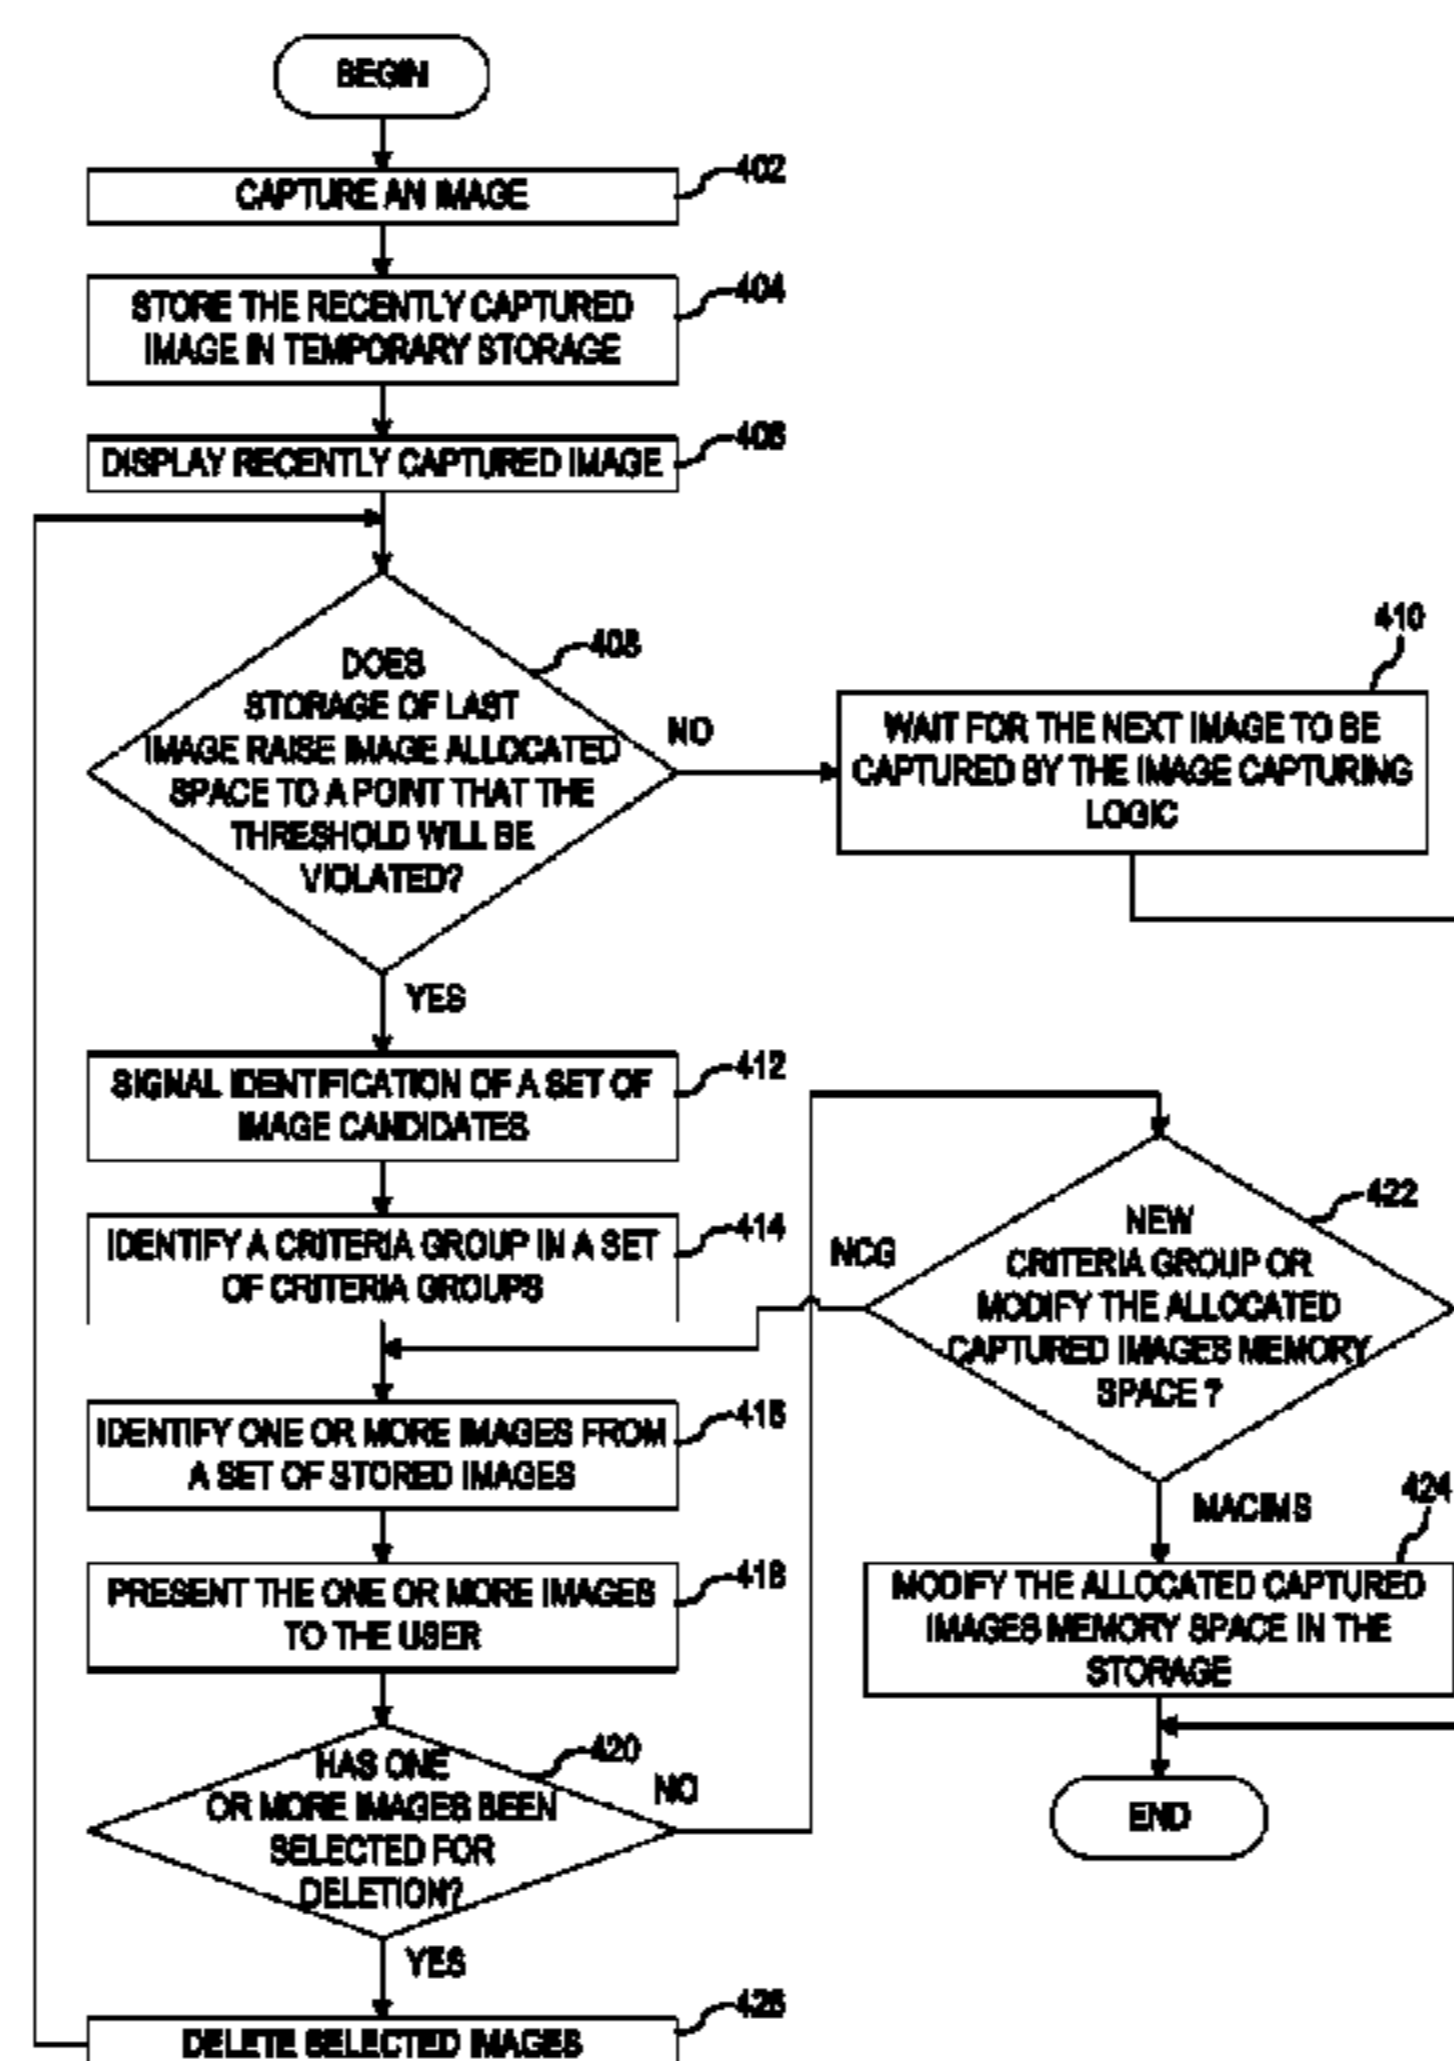 BEGIN
402
CAPTURE AN IMAGE
404
STORE THE RECENTLY CAPTURED
IMAGE IN TEMPORARY STORAGE
406
DISPLAY RECENTLY CAPTURED IMAGE
408
DOES
STORAGE OF LAST
IMAGE RAISE IMAGE ALLOCATED
SPACE TO A POINT THAT THE
THRESHOLD WILL BE
VIOLATED?
NO
YES
410
WAIT FOR THE NEXT IMAGE TO BE
CAPTURED BY THE IMAGE CAPTURING
LOGIC
412
SIGNAL IDENTIFICATION OF A SET OF
IMAGE CANDIDATES
414
IDENTIFY A CRITERIA GROUP IN A SET
OF CRITERIA GROUPS
416
IDENTIFY ONE OR MORE IMAGES FROM
A SET OF STORED IMAGES
418
PRESENT THE ONE OR MORE IMAGES
TO THE USER
420
HAS ONE
OR MORE IMAGES BEEN
SELECTED FOR
DELETION?
NO
YES
422
NEW
CRITERIA GROUP OR
MODIFY THE ALLOCATED
CAPTURED IMAGES MEMORY
SPACE ?
NCG
MACIMS
424
MODIFY THE ALLOCATED CAPTURED
IMAGES MEMORY SPACE IN THE
STORAGE
END
426
DELETE SELECTED IMAGES